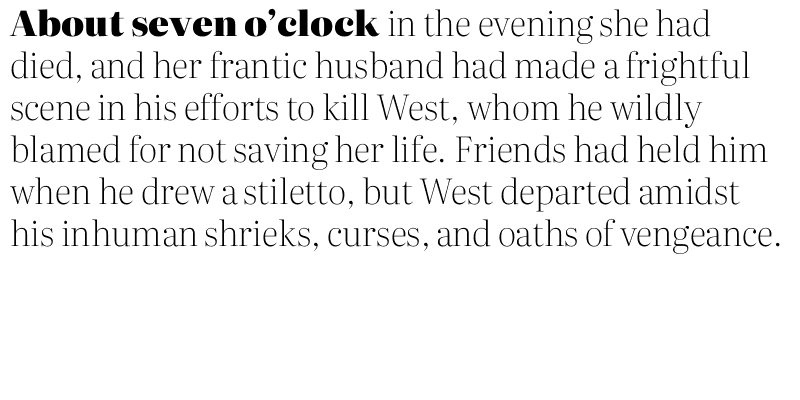 About seven o’clock in the evening she had
died, and her frantic husband had made a frightful
scene in his efforts to kill West, whom he wildly
blamed for not saving her life. Friends had held him
when he drew a stiletto, but West departed amidst
his inhuman shrieks, curses, and oaths of vengeance.